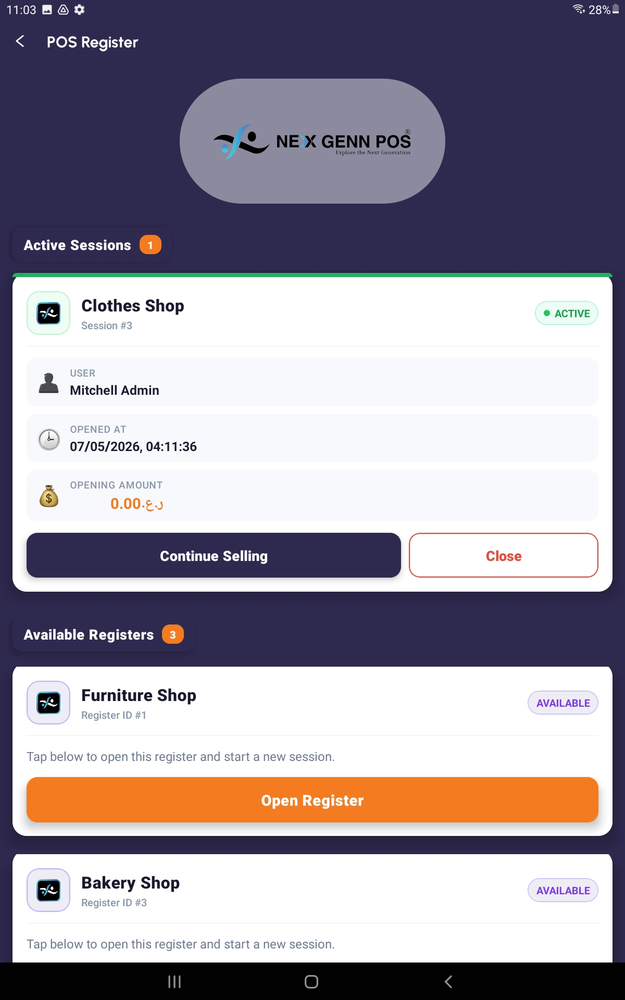 11:03
28%
POS Register
NEXX GENN POS®
Explore the Next Generation
Active Sessions 1
Clothes Shop
Session #3
ACTIVE
USER
Mitchell Admin
OPENED AT
07/05/2026, 04:11:36
OPENING AMOUNT
ر.ع.0.00
Continue Selling
Close
Available Registers 3
Furniture Shop
Register ID #1
AVAILABLE
Tap below to open this register and start a new session.
Open Register
Bakery Shop
Register ID #3
AVAILABLE
Tap below to open this register and start a new session.